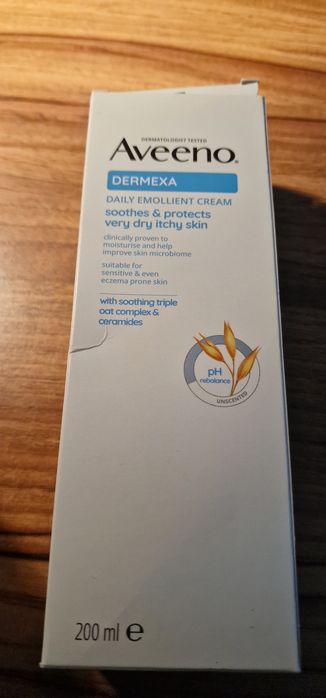 DERMATOLOGIST TESTED
Aveeno®
DERMEXA
DAILY EMOLLIENT CREAM
soothes & protects
very dry itchy skin
clinically proven to
moisturise and help
improve skin microbiome
suitable for
sensitive & even
eczema prone skin
with soothing triple
oat complex &
ceramides
pH
rebalance
UNSCENTED
200 ml e